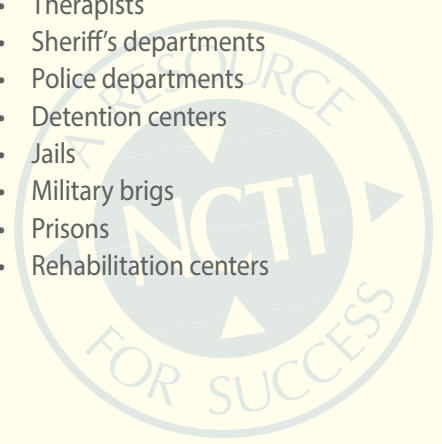 • Therapists
• Sheriff's departments
• Police departments
• Detention centers
• Jails
• Military brigs
• Prisons
• Rehabilitation centers
A RESOURCE
NCTI
FOR SUCCESS